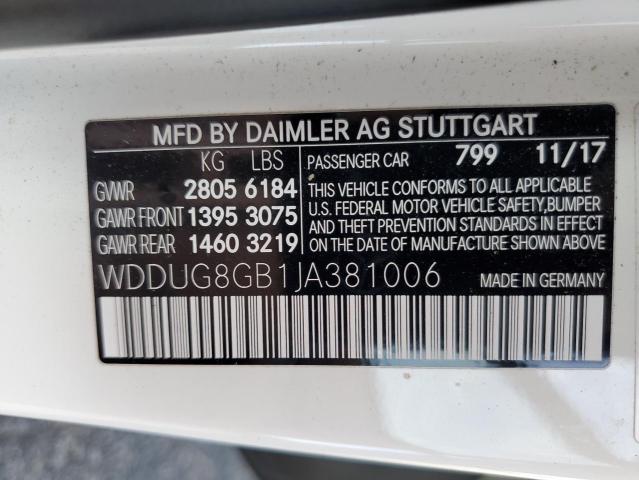 MFD BY DAIMLER AG STUTTGART
KG LBS
GVWR 2805 6184
GAWR FRONT 1395 3075
GAWR REAR 1460 3219
PASSENGER CAR 799 11/17
THIS VEHICLE CONFORMS TO ALL APPLICABLE
U.S. FEDERAL MOTOR VEHICLE SAFETY,BUMPER
AND THEFT PREVENTION STANDARDS IN EFFECT
ON THE DATE OF MANUFACTURE SHOWN ABOVE
WDDUG8GB1JA381006 MADE IN GERMANY